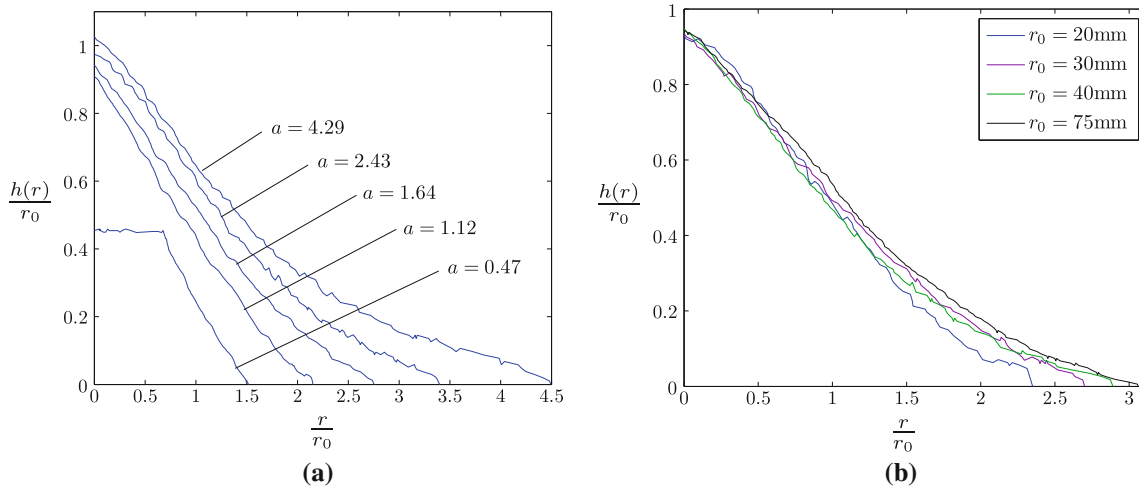 1
0.8
0.6
0.4
0.2
0
h(r)
r₀
0 0.5 1 1.5 2 2.5 3 3.5 4 4.5
r
r₀
a = 4.29
a = 2.43
a = 1.64
a = 1.12
a = 0.47
(a)
1
0.8
0.6
0.4
0.2
0
h(r)
r₀
0 0.5 1 1.5 2 2.5 3
r
r₀
r₀ = 20mm
r₀ = 30mm
r₀ = 40mm
r₀ = 75mm
(b)